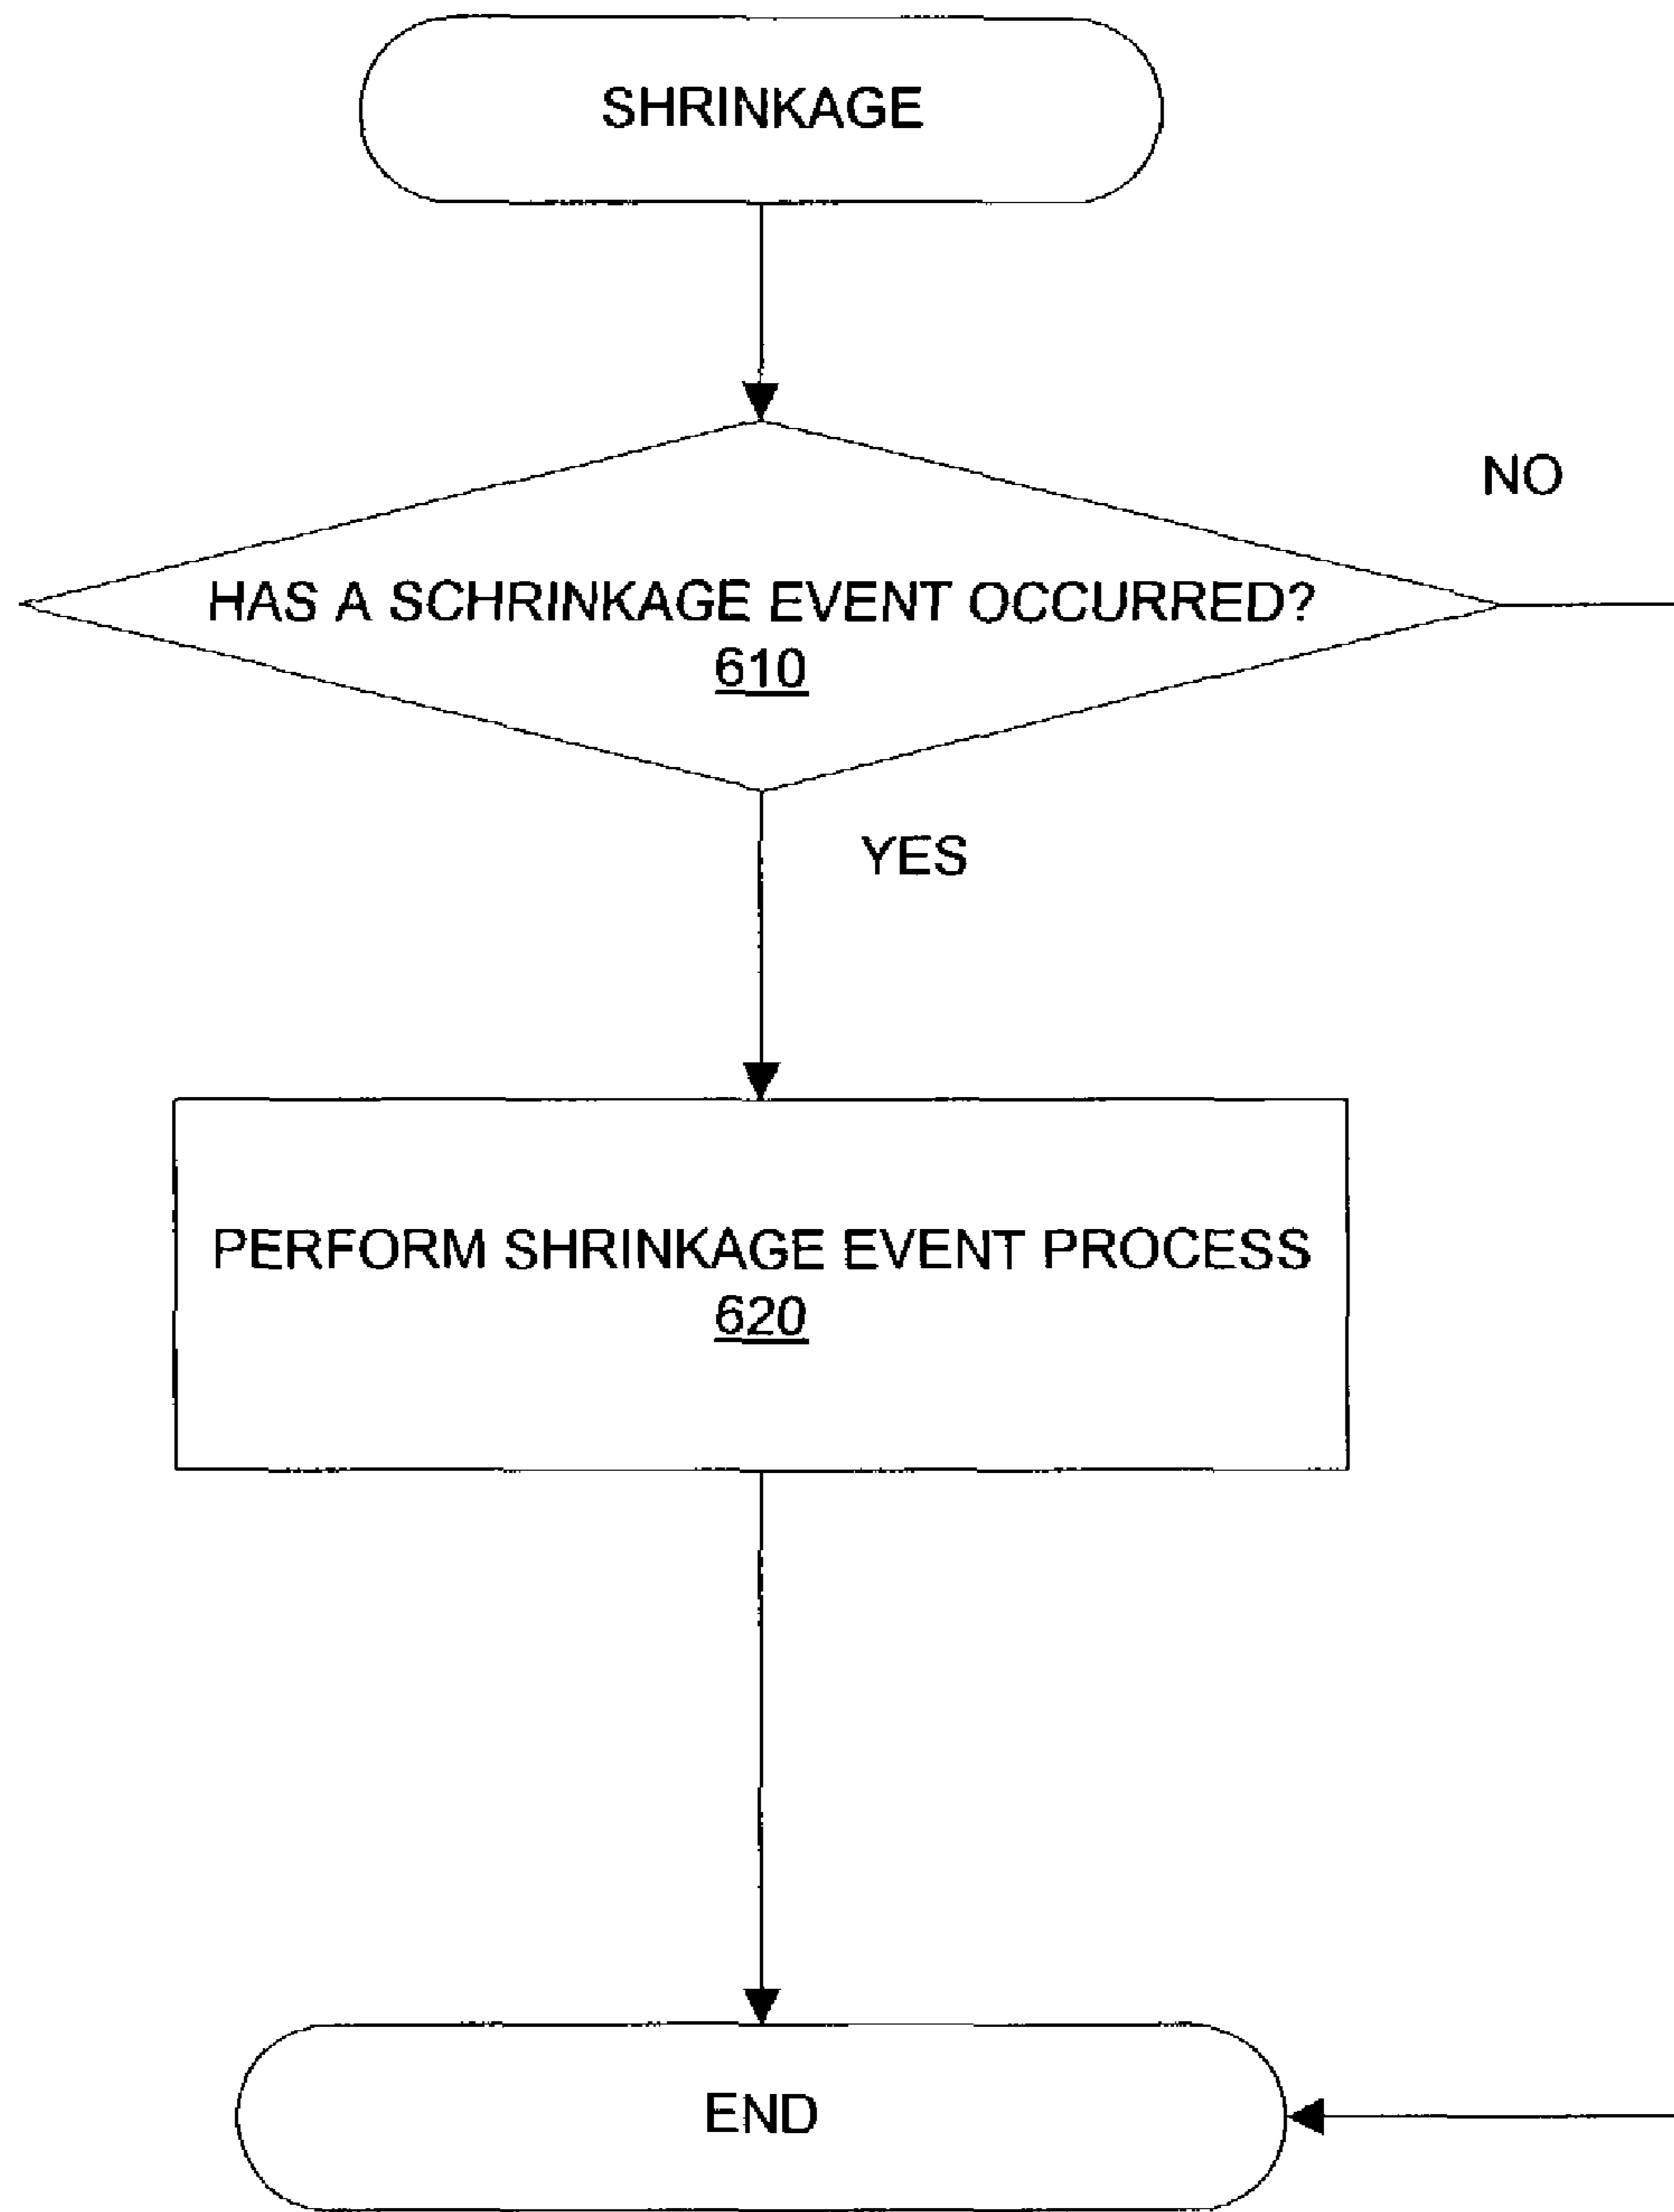 SHRINKAGE
NO
HAS A SCHRINKAGE EVENT OCCURRED?
610
YES
PERFORM SHRINKAGE EVENT PROCESS
620
END